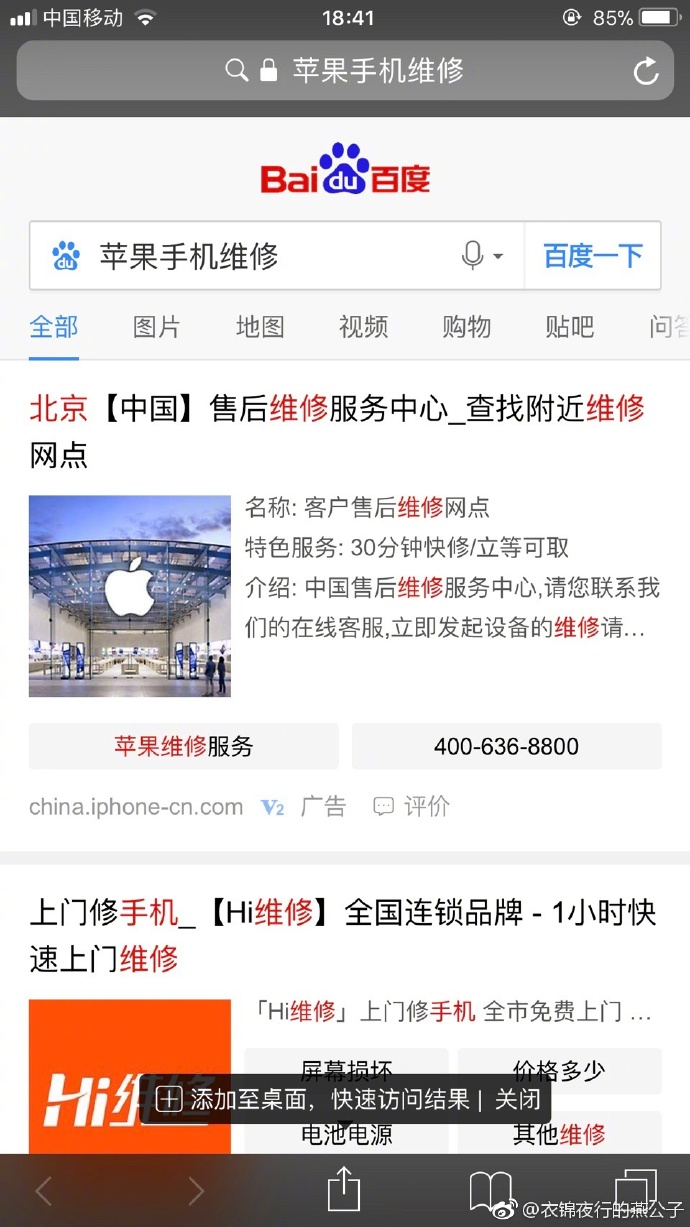 中国移动 18:41 85%
苹果手机维修
Bai du 百度
du 苹果手机维修 百度一下
全部 图片 地图 视频 购物 贴吧 问答
北京【中国】售后维修服务中心_查找附近维修
网点
名称: 客户售后维修网点
特色服务: 30分钟快修/立等可取
介绍: 中国售后维修服务中心,请您联系我
们的在线客服,立即发起设备的维修请...
苹果维修服务 400-636-8800
china.iphone-cn.com V2 广告 评价
上门修手机_【Hi维修】全国连锁品牌 - 1小时快
速上门维修
「Hi维修」上门修手机 全市免费上门 ...
屏幕损坏 价格多少
Hi维修
添加至桌面，快速访问结果 | 关闭
电池电源 其他维修
@衣锦夜行的燕公子